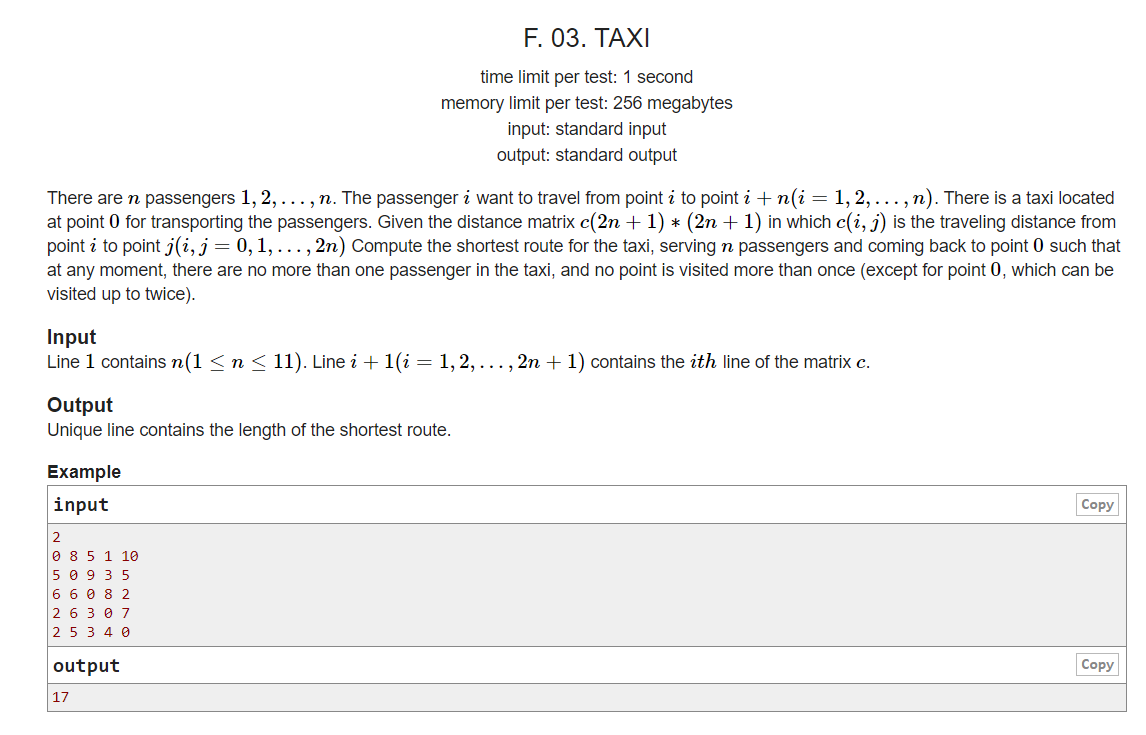 F. 03. TAXI
time limit per test: 1 second
memory limit per test: 256 megabytes
input: standard input
output: standard output
There are n passengers 1, 2, . . . , n. The passenger i want to travel from point i to point i + n(i = 1, 2, . . . , n). There is a taxi located
at point 0 for transporting the passengers. Given the distance matrix c(2n + 1) ∗ (2n + 1) in which c(i, j) is the traveling distance from
point i to point j(i, j = 0, 1, . . . , 2n) Compute the shortest route for the taxi, serving n passengers and coming back to point 0 such that
at any moment, there are no more than one passenger in the taxi, and no point is visited more than once (except for point 0, which can be
visited up to twice).
Input
Line 1 contains n(1 ≤ n ≤ 11). Line i + 1(i = 1, 2, . . . , 2n + 1) contains the ith line of the matrix c.
Output
Unique line contains the length of the shortest route.
Example
input Copy
2
0 8 5 1 10
5 0 9 3 5
6 6 0 8 2
2 6 3 0 7
2 5 3 4 0
output Copy
17